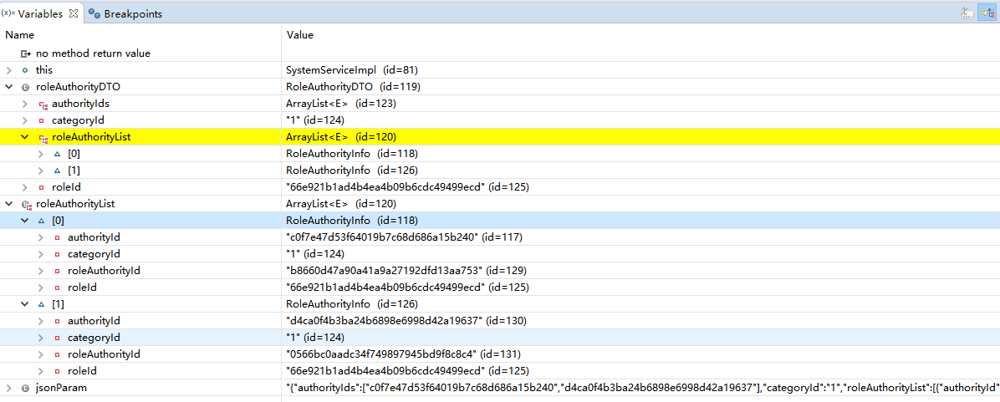 (x)= Variables Breakpoints
Name Value
no method return value
this SystemServiceImpl (id=81)
roleAuthorityDTO RoleAuthorityDTO (id=119)
authorityIds ArrayList<E> (id=123)
categoryId "1" (id=124)
roleAuthorityList ArrayList<E> (id=120)
[0] RoleAuthorityInfo (id=118)
[1] RoleAuthorityInfo (id=126)
roleId "66e921b1ad4b4ea4b09b6cdc49499ecd" (id=125)
roleAuthorityList ArrayList<E> (id=120)
[0] RoleAuthorityInfo (id=118)
authorityId "c0f7e47d53f64019b7c68d686a15b240" (id=117)
categoryId "1" (id=124)
roleAuthorityId "b8660d47a90a41a9a27192dfd13aa753" (id=129)
roleId "66e921b1ad4b4ea4b09b6cdc49499ecd" (id=125)
[1] RoleAuthorityInfo (id=126)
authorityId "d4ca0f4b3ba24b6898e6998d42a19637" (id=130)
categoryId "1" (id=124)
roleAuthorityId "0566bc0aadc34f749897945bd9f8c8c4" (id=131)
roleId "66e921b1ad4b4ea4b09b6cdc49499ecd" (id=125)
jsonParam "{"authorityIds":["c0f7e47d53f64019b7c68d686a15b240","d4ca0f4b3ba24b6898e6998d42a19637"],"categoryId":"1","roleAuthorityList":[{"authorityId"